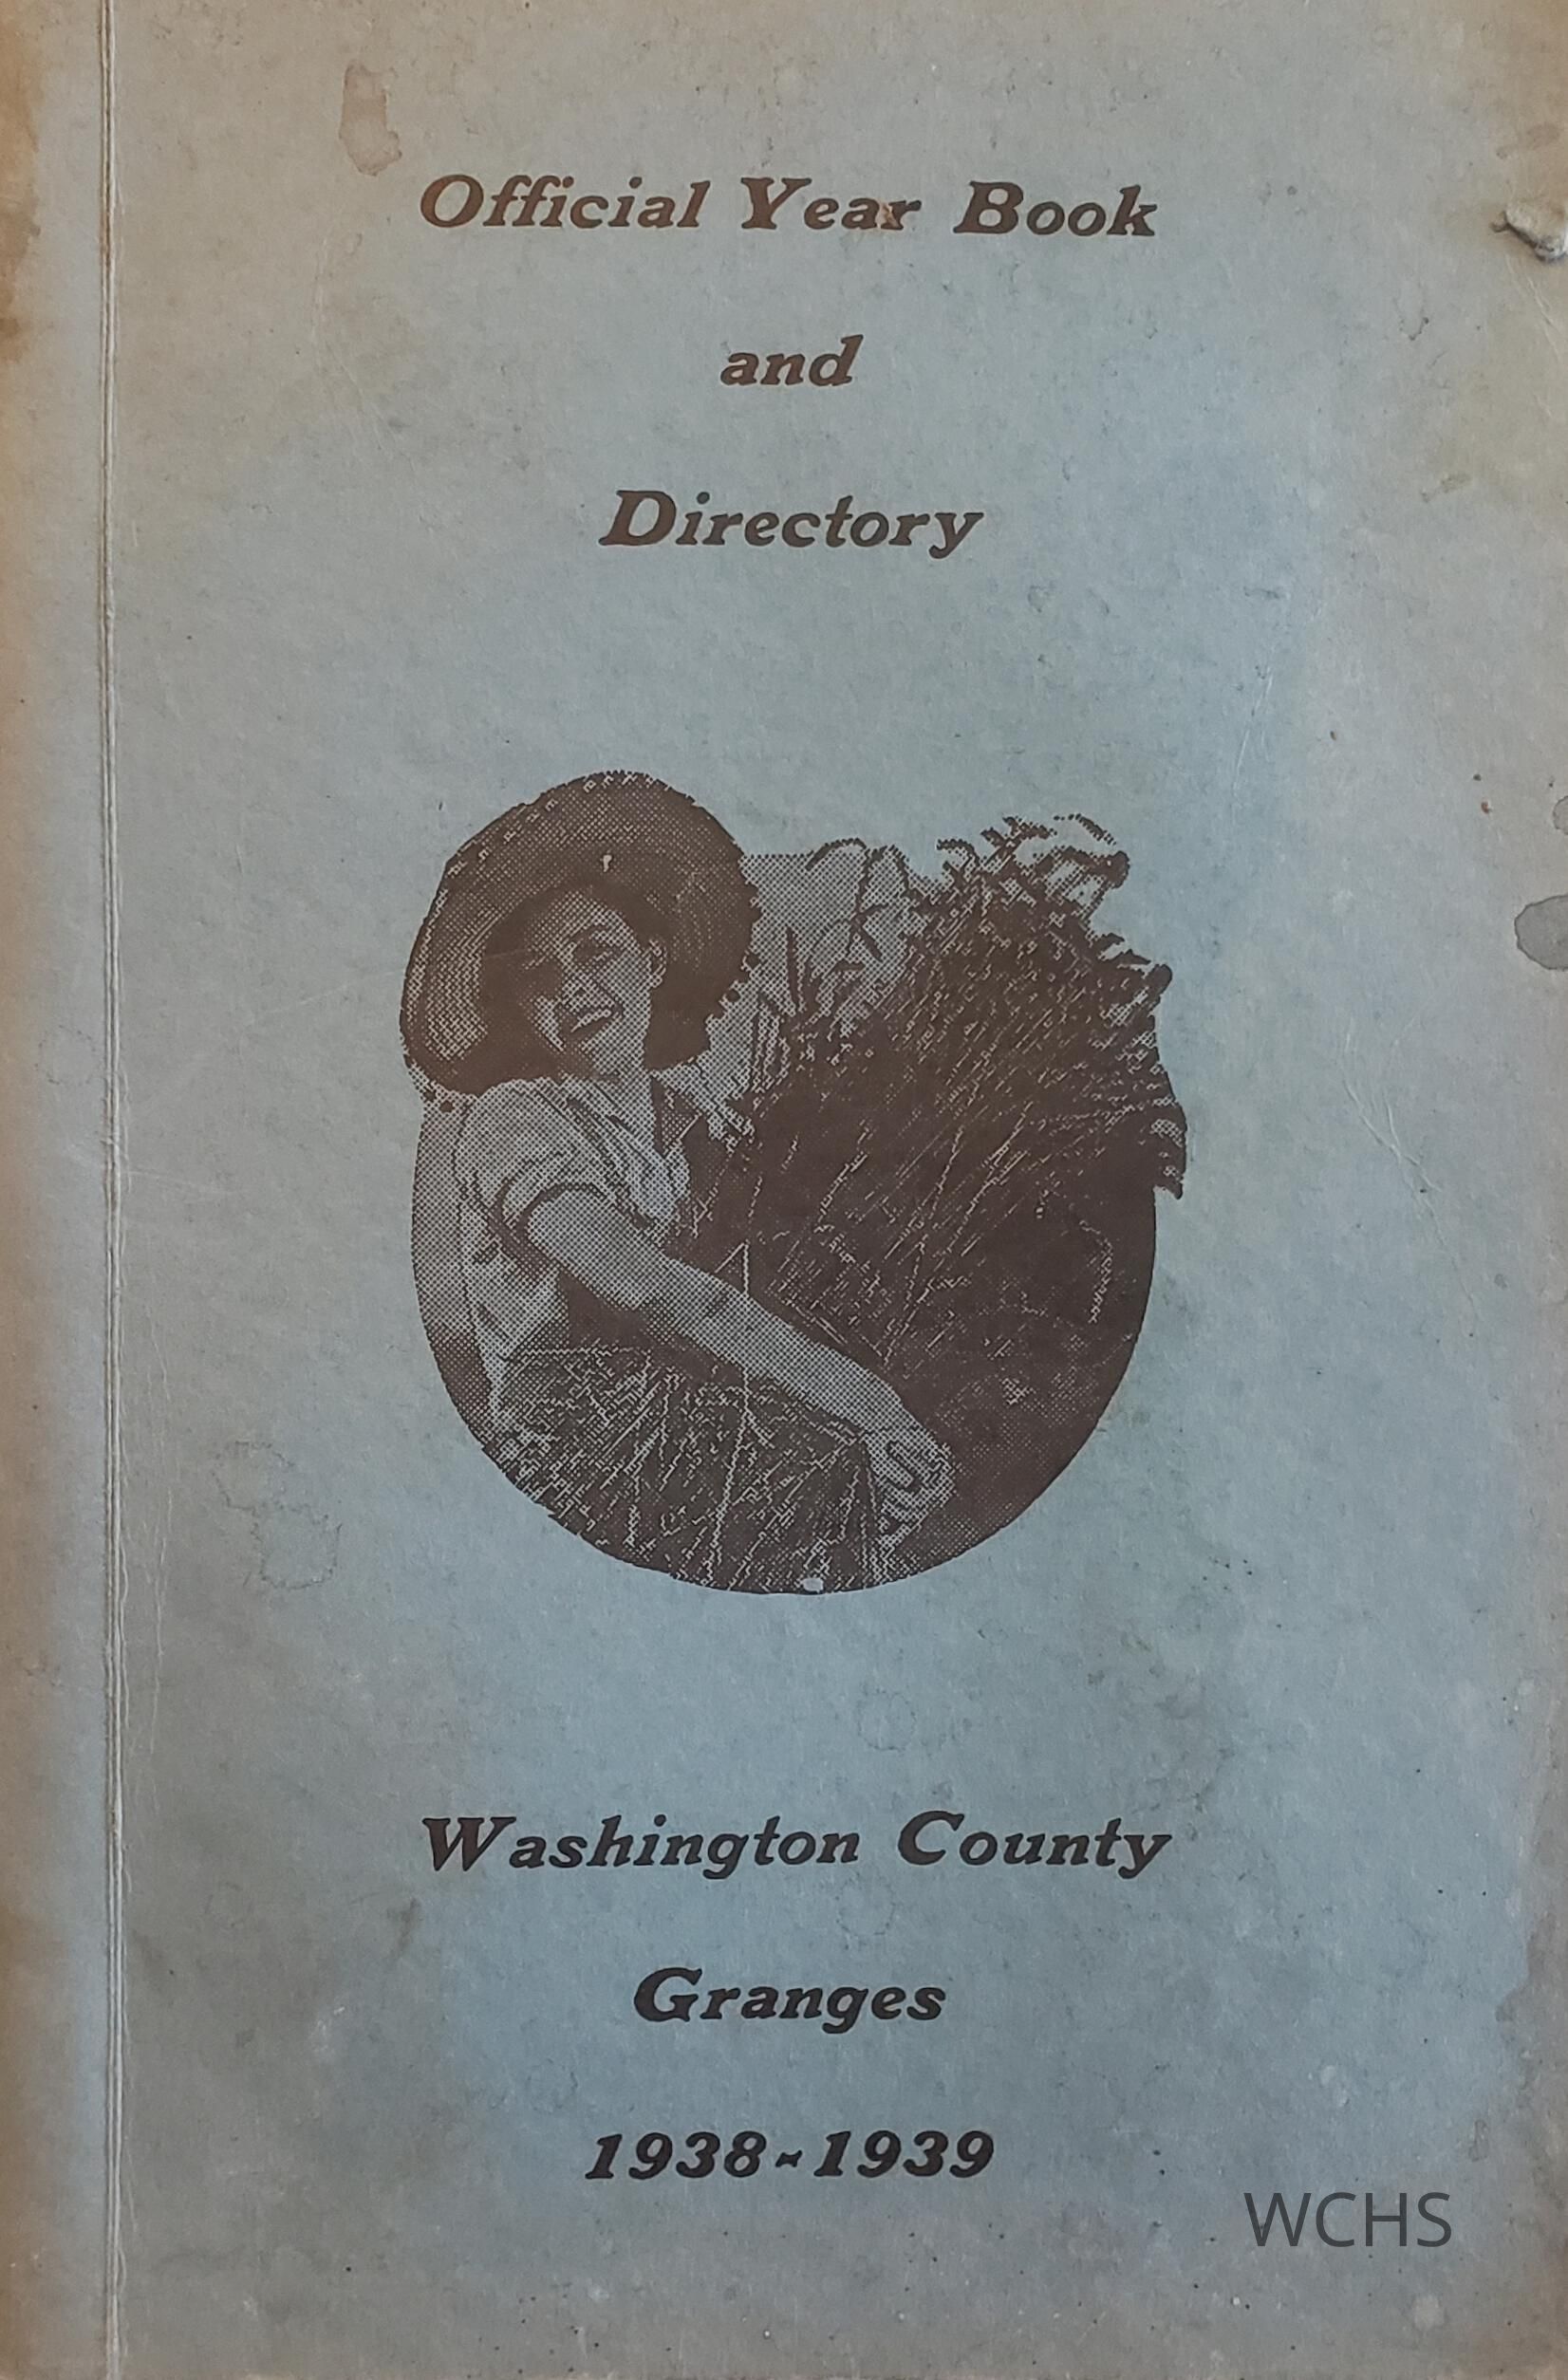 Official Year Book
and
Directory
Washington County
Granges
1938-1939
WCHS